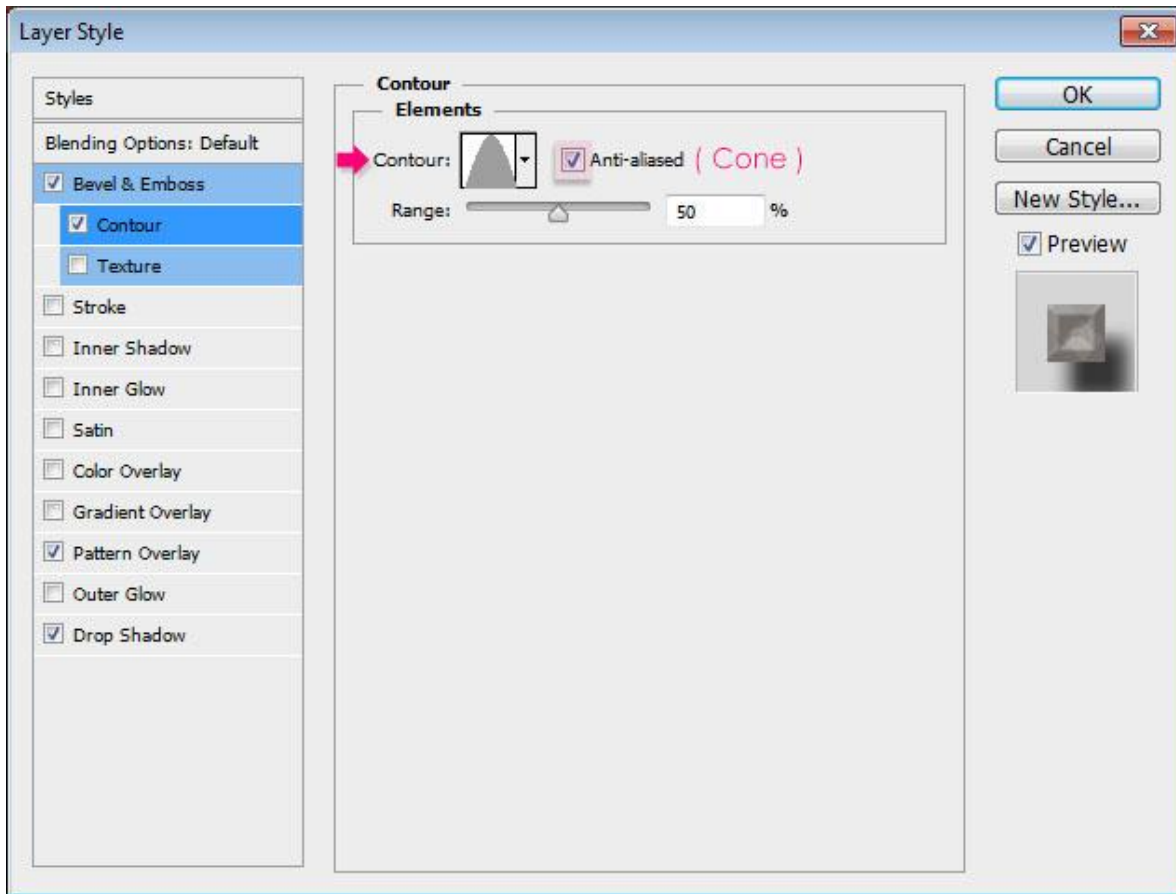 Layer Style
Styles
Blending Options: Default
Bevel & Emboss
Contour
Texture
Stroke
Inner Shadow
Inner Glow
Satin
Color Overlay
Gradient Overlay
Pattern Overlay
Outer Glow
Drop Shadow
Contour
Elements
Contour: Anti-aliased ( Cone )
Range: 50 %
OK
Cancel
New Style...
Preview